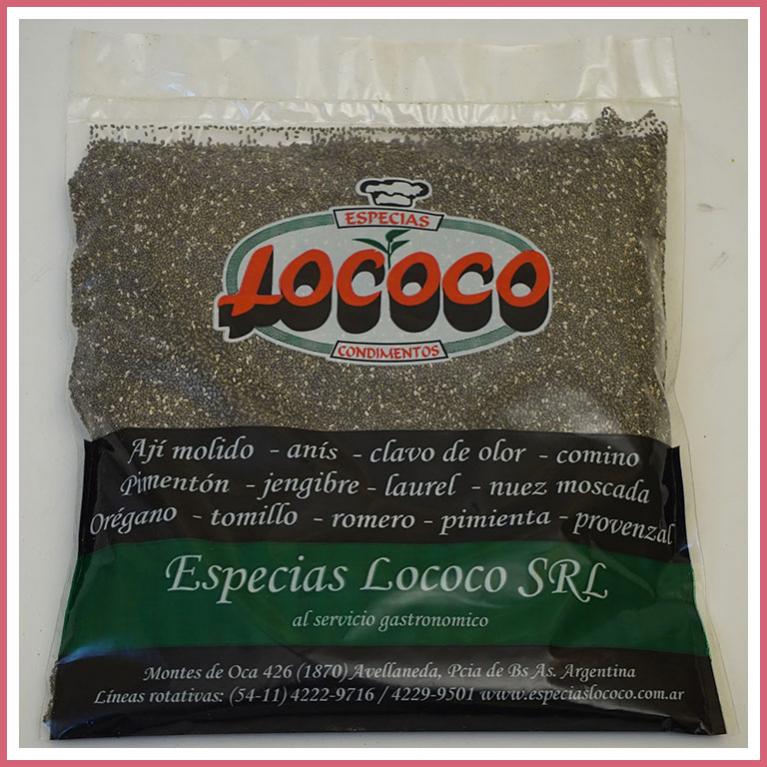 ESPECIAS
LOCOCO
CONDIMENTOS
Ají molido - anís - clavo de olor - comino
Pimentón - jengibre - laurel - nuez moscada
Orégano - tomillo - romero - pimienta - provenzal
Especias Lococo SRL
al servicio gastronomico
Montes de Oca 426 (1870) Avellaneda, Pcia de Bs As. Argentina
Líneas rotativas: (54-11) 4222-9716 / 4229-9501 www.especiaslococo.com.ar